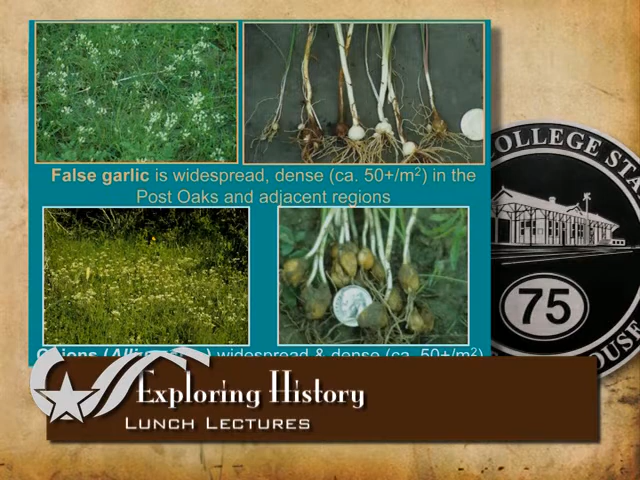 False garlic is widespread, dense (ca. 50+/m²) in the
Post Oaks and adjacent regions
widespread & dense (ca. 50+/m²)
COLLEGE STA
75
HOUSE
Exploring History
LUNCH LECTURES